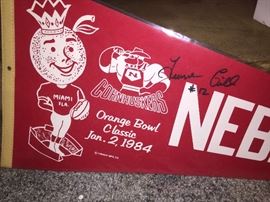 CORNHUSKERS
MIAMI
FLA.
Orange Bowl
Classic
Jan. 2, 1984
#12
NEB